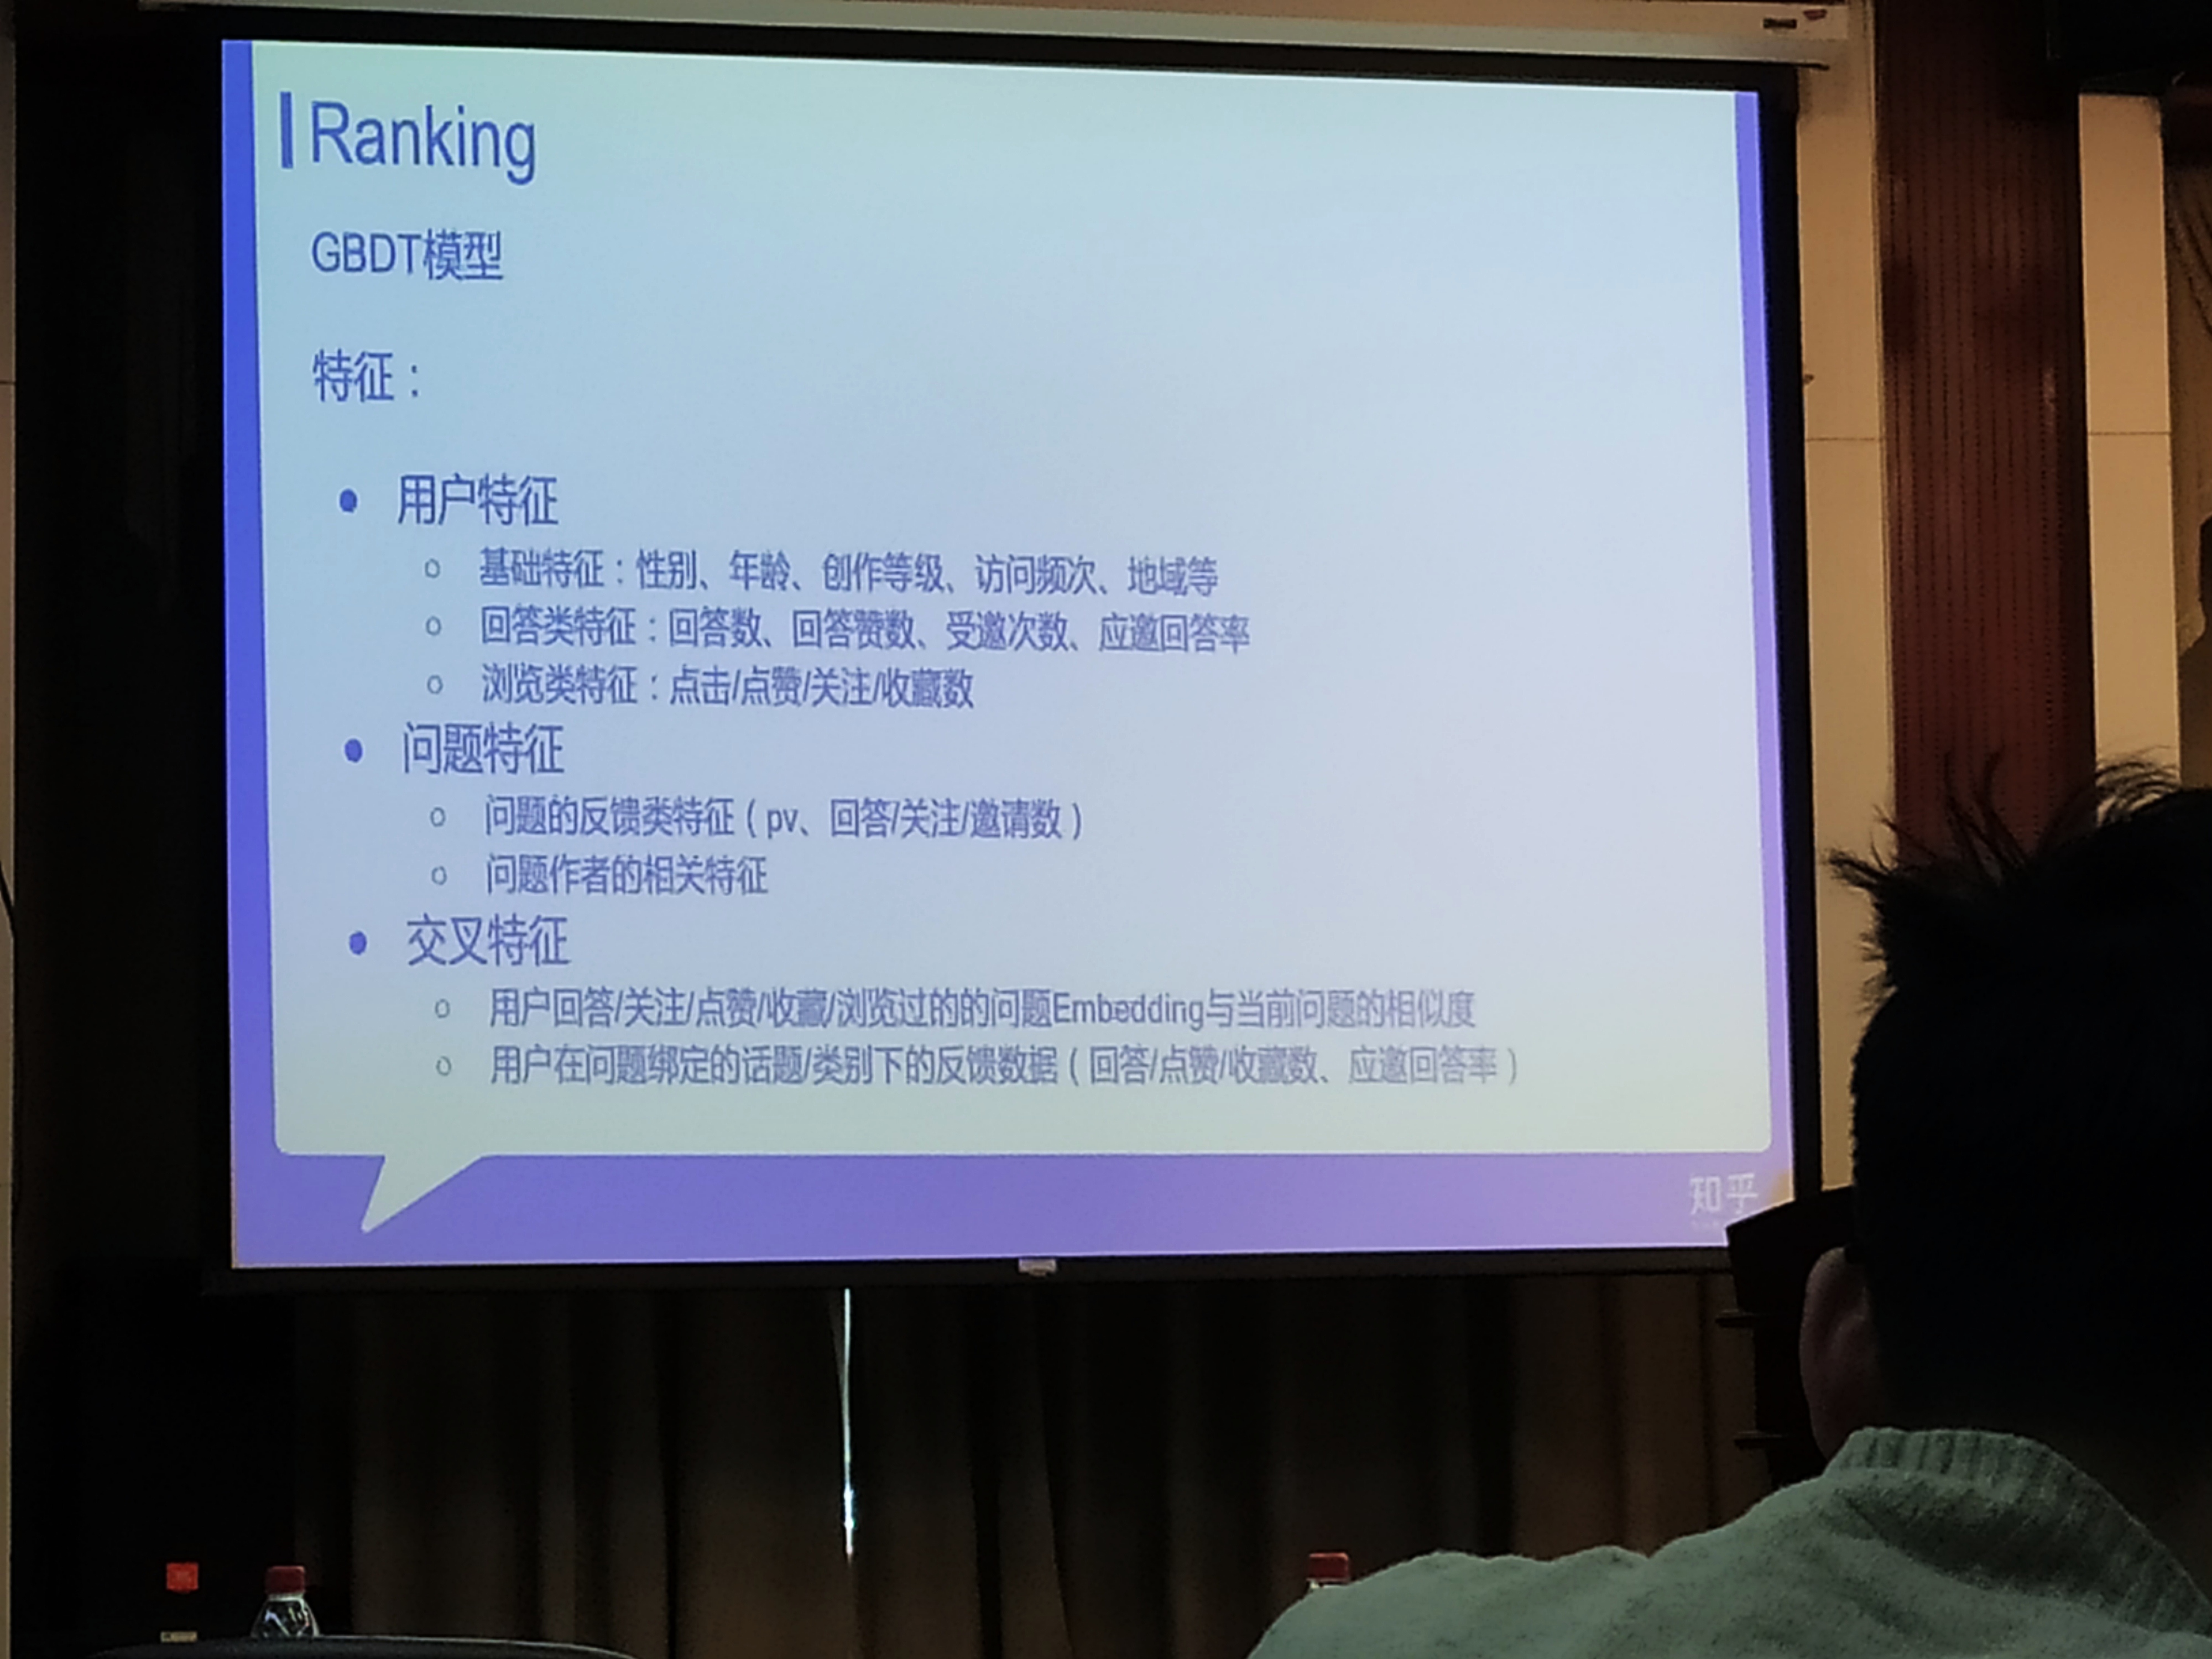 Ranking
GBDT模型
特征：
• 用户特征
○ 基础特征：性别、年龄、创作等级、访问频次、地域等
○ 回答类特征：回答数、回答赞数、受邀次数、应邀回答率
○ 浏览类特征：点击/点赞/关注/收藏数
• 问题特征
○ 问题的反馈类特征（pv、回答/关注/邀请数）
○ 问题作者的相关特征
• 交叉特征
○ 用户回答/关注/点赞/收藏/浏览过的的问题Embedding与当前问题的相似度
○ 用户在问题绑定的话题/类别下的反馈数据（回答/点赞/收藏数、应邀回答率）
知乎